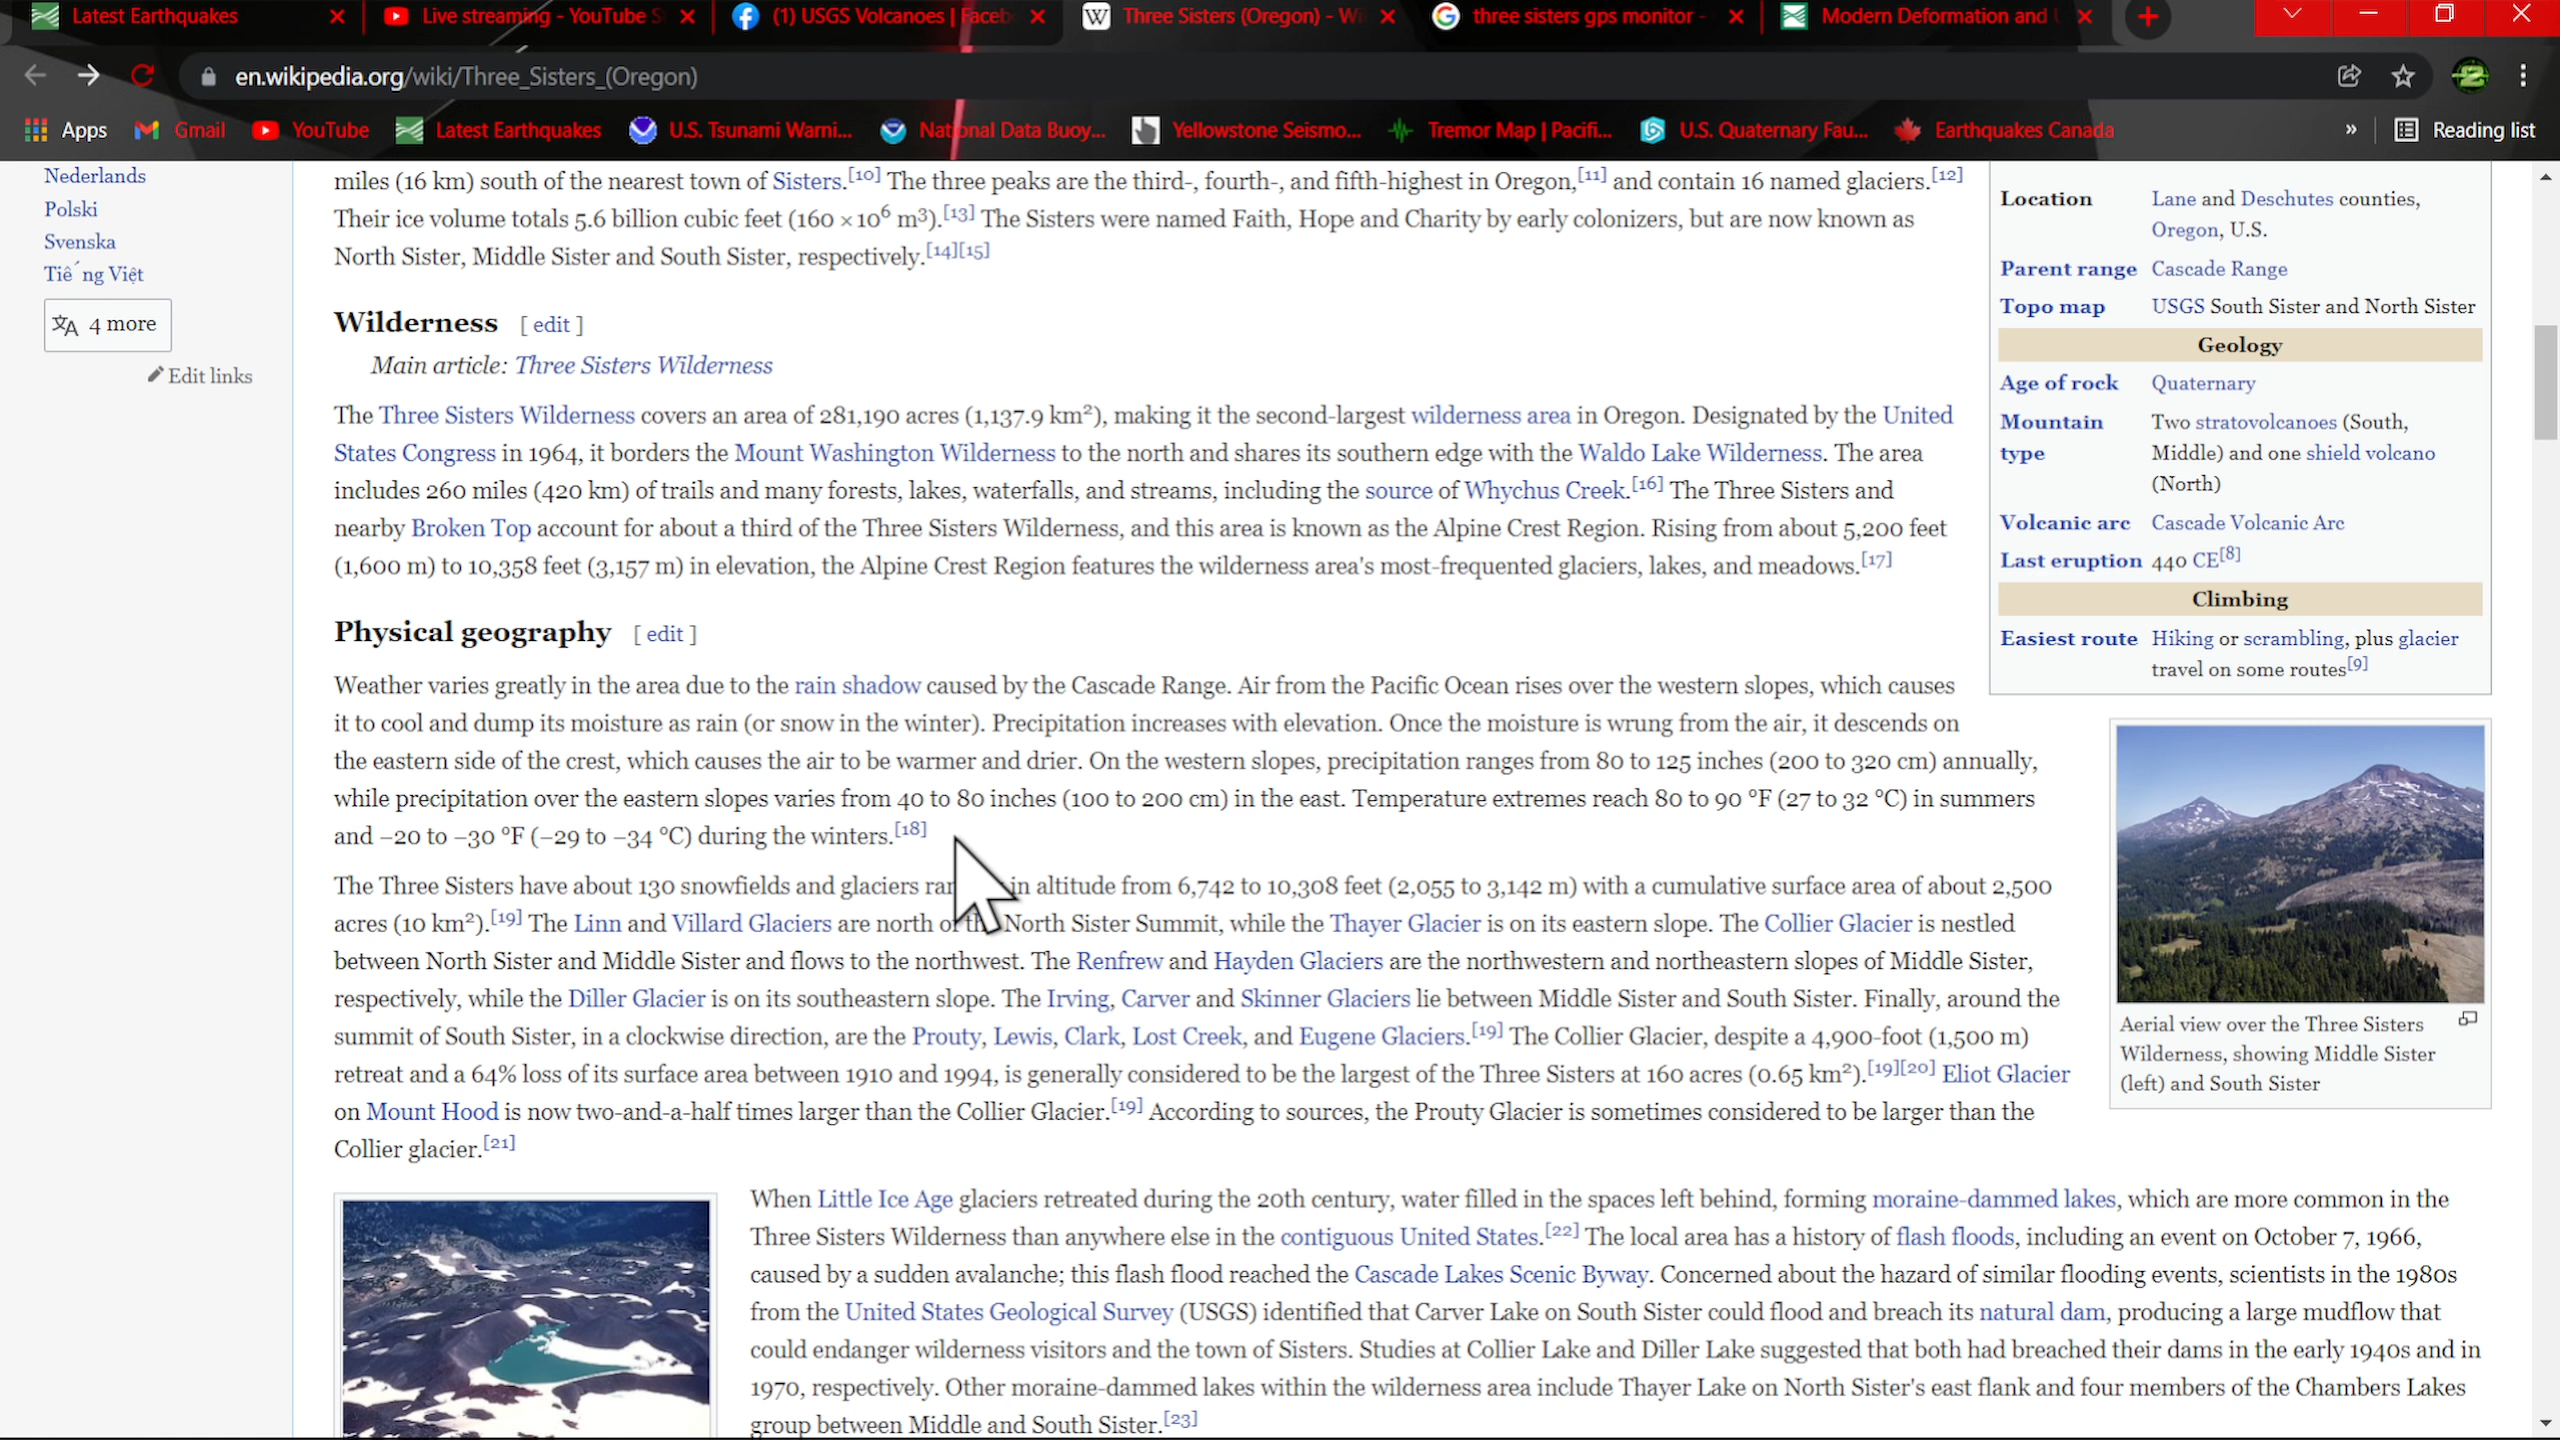 Latest Earthquakes
Live streaming - YouTube S
(1) USGS Volcanoes | Faceb
Three Sisters (Oregon) - Wi
three sisters gps monitor -
Modern Deformation and
en.wikipedia.org/wiki/Three_Sisters_(Oregon)
Apps
Gmail
YouTube
Latest Earthquakes
U.S. Tsunami Warni...
National Data Buoy...
Yellowstone Seismo...
Tremor Map | Pacifi...
U.S. Quaternary Fau...
Earthquakes Canada
»
Reading list
Nederlands
Polski
Svenska
Tiếng Việt
4 more
Edit links
miles (16 km) south of the nearest town of Sisters.[10] The three peaks are the third-, fourth-, and fifth-highest in Oregon,[11] and contain 16 named glaciers.[12]
Their ice volume totals 5.6 billion cubic feet (160 × 10⁶ m³).[13] The Sisters were named Faith, Hope and Charity by early colonizers, but are now known as
North Sister, Middle Sister and South Sister, respectively.[14][15]
Wilderness [ edit ]
Main article: Three Sisters Wilderness
The Three Sisters Wilderness covers an area of 281,190 acres (1,137.9 km²), making it the second-largest wilderness area in Oregon. Designated by the United
States Congress in 1964, it borders the Mount Washington Wilderness to the north and shares its southern edge with the Waldo Lake Wilderness. The area
includes 260 miles (420 km) of trails and many forests, lakes, waterfalls, and streams, including the source of Whychus Creek.[16] The Three Sisters and
nearby Broken Top account for about a third of the Three Sisters Wilderness, and this area is known as the Alpine Crest Region. Rising from about 5,200 feet
(1,600 m) to 10,358 feet (3,157 m) in elevation, the Alpine Crest Region features the wilderness area's most-frequented glaciers, lakes, and meadows.[17]
Physical geography [ edit ]
Weather varies greatly in the area due to the rain shadow caused by the Cascade Range. Air from the Pacific Ocean rises over the western slopes, which causes
it to cool and dump its moisture as rain (or snow in the winter). Precipitation increases with elevation. Once the moisture is wrung from the air, it descends on
the eastern side of the crest, which causes the air to be warmer and drier. On the western slopes, precipitation ranges from 80 to 125 inches (200 to 320 cm) annually,
while precipitation over the eastern slopes varies from 40 to 80 inches (100 to 200 cm) in the east. Temperature extremes reach 80 to 90 °F (27 to 32 °C) in summers
and −20 to −30 °F (−29 to −34 °C) during the winters.[18]
The Three Sisters have about 130 snowfields and glaciers in altitude from 6,742 to 10,308 feet (2,055 to 3,142 m) with a cumulative surface area of about 2,500
acres (10 km²).[19] The Linn and Villard Glaciers are north of the North Sister Summit, while the Thayer Glacier is on its eastern slope. The Collier Glacier is nestled
between North Sister and Middle Sister and flows to the northwest. The Renfrew and Hayden Glaciers are the northwestern and northeastern slopes of Middle Sister,
respectively, while the Diller Glacier is on its southeastern slope. The Irving, Carver and Skinner Glaciers lie between Middle Sister and South Sister. Finally, around the
summit of South Sister, in a clockwise direction, are the Prouty, Lewis, Clark, Lost Creek, and Eugene Glaciers.[19] The Collier Glacier, despite a 4,900-foot (1,500 m)
retreat and a 64% loss of its surface area between 1910 and 1994, is generally considered to be the largest of the Three Sisters at 160 acres (0.65 km²).[19][20] Eliot Glacier
on Mount Hood is now two-and-a-half times larger than the Collier Glacier.[19] According to sources, the Prouty Glacier is sometimes considered to be larger than the
Collier glacier.[21]
When Little Ice Age glaciers retreated during the 20th century, water filled in the spaces left behind, forming moraine-dammed lakes, which are more common in the
Three Sisters Wilderness than anywhere else in the contiguous United States.[22] The local area has a history of flash floods, including an event on October 7, 1966,
caused by a sudden avalanche; this flash flood reached the Cascade Lakes Scenic Byway. Concerned about the hazard of similar flooding events, scientists in the 1980s
from the United States Geological Survey (USGS) identified that Carver Lake on South Sister could flood and breach its natural dam, producing a large mudflow that
could endanger wilderness visitors and the town of Sisters. Studies at Collier Lake and Diller Lake suggested that both had breached their dams in the early 1940s and in
1970, respectively. Other moraine-dammed lakes within the wilderness area include Thayer Lake on North Sister's east flank and four members of the Chambers Lakes
group between Middle and South Sister.[23]
Location Lane and Deschutes counties,
Oregon, U.S.
Parent range Cascade Range
Topo map USGS South Sister and North Sister
Geology
Age of rock Quaternary
Mountain Two stratovolcanoes (South,
type Middle) and one shield volcano
(North)
Volcanic arc Cascade Volcanic Arc
Last eruption 440 CE[8]
Climbing
Easiest route Hiking or scrambling, plus glacier
travel on some routes[9]
Aerial view over the Three Sisters
Wilderness, showing Middle Sister
(left) and South Sister